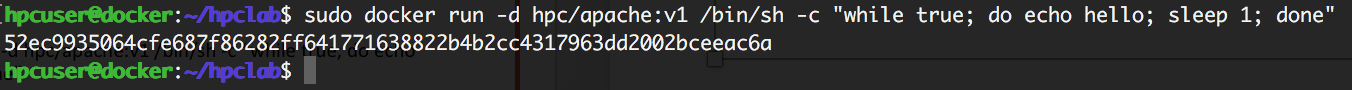 [hpcuser@docker:~/hpclab$ sudo docker run -d hpc/apache:v1 /bin/sh -c "while true; do echo hello; sleep 1; done"
52ec9935064cfe687f86282ff641771638822b4b2cc4317963dd2002bceeac6a
hpcuser@docker:~/hpclab$